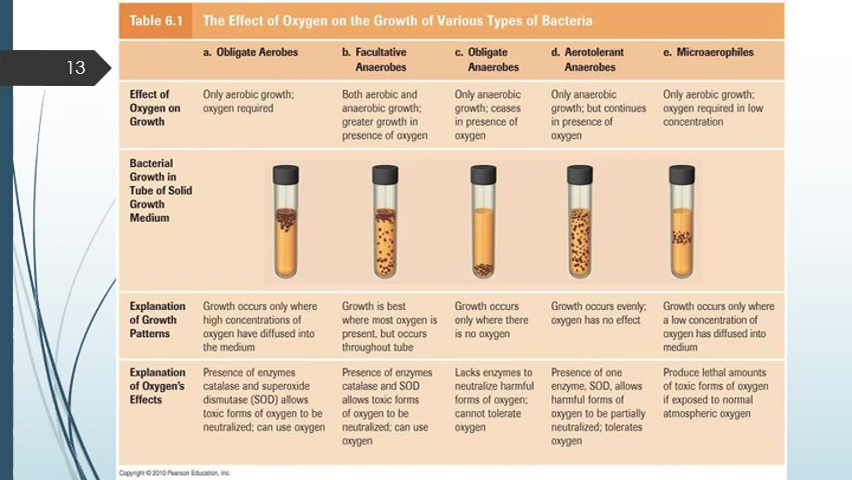 Table 6.1 The Effect of Oxygen on the Growth of Various Types of Bacteria
13
a. Obligate Aerobes
b. Facultative
Anaerobes
c. Obligate
Anaerobes
d. Aerotolerant
Anaerobes
e. Microaerophiles
Effect of
Oxygen on
Growth
Only aerobic growth;
oxygen required
Both aerobic and
anaerobic growth;
greater growth in
presence of oxygen
Only anaerobic
growth; ceases
in presence of
oxygen
Only anaerobic
growth; but continues
in presence of
oxygen
Only aerobic growth;
oxygen required in low
concentration
Bacterial
Growth in
Tube of Solid
Growth
Medium
Explanation
of Growth
Patterns
Growth occurs only where
high concentrations of
oxygen have diffused into
the medium
Growth is best
where most oxygen is
present, but occurs
throughout tube
Growth occurs
only where there
is no oxygen
Growth occurs evenly;
oxygen has no effect
Growth occurs only where
a low concentration of
oxygen has diffused into
medium
Explanation
of Oxygen's
Effects
Presence of enzymes
catalase and superoxide
dismutase (SOD) allows
toxic forms of oxygen to be
neutralized; can use oxygen
Presence of enzymes
catalase and SOD
allows toxic forms
of oxygen to be
neutralized; can use
oxygen
Lacks enzymes to
neutralize harmful
forms of oxygen;
cannot tolerate
oxygen
Presence of one
enzyme, SOD, allows
harmful forms of
oxygen to be partially
neutralized; tolerates
oxygen
Produce lethal amounts
of toxic forms of oxygen
if exposed to normal
atmospheric oxygen
Copyright © 2010 Pearson Education, Inc.